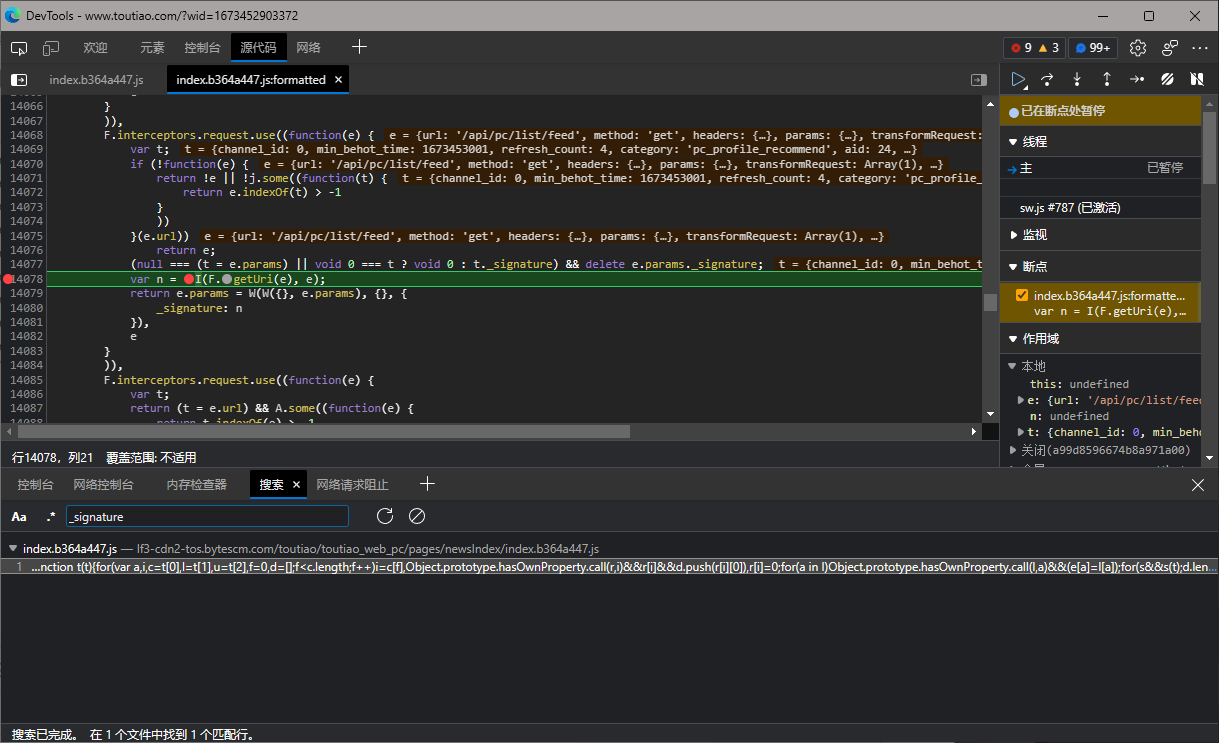 DevTools - www.toutiao.com/?wid=1673452903372
欢迎 元素 控制台 源代码 网络 9 3 99+
index.b364a447.js index.b364a447.js:formatted
已在断点处暂停
线程
主 已暂停
sw.js #787 (已激活)
监视
断点
index.b364a447.js:formatte...
var n = I(F.getUri(e),…
作用域
本地
this: undefined
e: {url: '/api/pc/list/feed
n: undefined
t: {channel_id: 0, min_beho
关闭(a99d8596674b8a971a00)
14066 }
14067 )),
14068 F.interceptors.request.use((function(e) { e = {url: '/api/pc/list/feed', method: 'get', headers: {…}, params: {…}, transformRequest:
14069 var t; t = {channel_id: 0, min_behot_time: 1673453001, refresh_count: 4, category: 'pc_profile_recommend', aid: 24, …}
14070 if (!function(e) { e = {url: '/api/pc/list/feed', method: 'get', headers: {…}, params: {…}, transformRequest: Array(1), …}
14071 return !e || !j.some((function(t) { t = {channel_id: 0, min_behot_time: 1673453001, refresh_count: 4, category: 'pc_profile_
14072 return e.indexOf(t) > -1
14073 }
14074 ))
14075 }(e.url)) e = {url: '/api/pc/list/feed', method: 'get', headers: {…}, params: {…}, transformRequest: Array(1), …}
14076 return e;
14077 (null === (t = e.params) || void 0 === t ? void 0 : t._signature) && delete e.params._signature; t = {channel_id: 0, min_behot_t
14078 var n = I(F.getUri(e), e);
14079 return e.params = W(W({}, e.params), {}, {
14080 _signature: n
14081 }),
14082 e
14083 }
14084 )),
14085 F.interceptors.request.use((function(e) {
14086 var t;
14087 return (t = e.url) && A.some((function(e) {
14088 return t.indexOf(e) > -1
行14078，列21 覆盖范围: 不适用
控制台 网络控制台 内存检查器 搜索 网络请求阻止
Aa .* _signature
index.b364a447.js — lf3-cdn2-tos.bytescm.com/toutiao/toutiao_web_pc/pages/newsIndex/index.b364a447.js
1 …nction t(t){for(var a,i,c=t[0],l=t[1],u=t[2],f=0,d=[];f<c.length;f++)i=c[f],Object.prototype.hasOwnProperty.call(r,i)&&r[i]&&d.push(r[i][0]),r[i]=0;for(a in l)Object.prototype.hasOwnProperty.call(l,a)&&(e[a]=l[a]);for(s&&s(t);d.len...
搜索已完成。 在 1 个文件中找到 1 个匹配行。